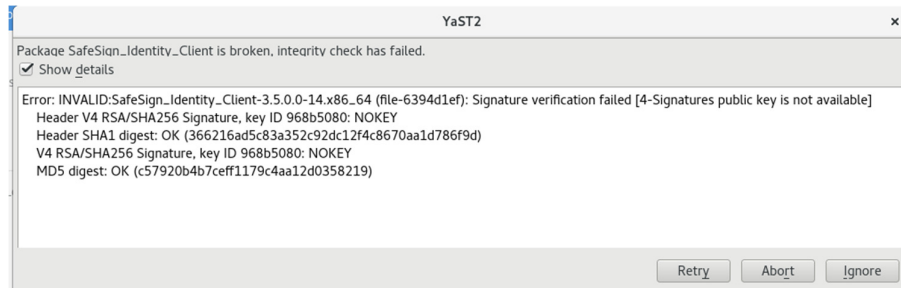 YaST2
×
Package SafeSign_Identity_Client is broken, integrity check has failed.
Show details
Error: INVALID:SafeSign_Identity_Client-3.5.0.0-14.x86_64 (file-6394d1ef): Signature verification failed [4-Signatures public key is not available]
Header V4 RSA/SHA256 Signature, key ID 968b5080: NOKEY
Header SHA1 digest: OK (366216ad5c83a352c92dc12f4c8670aa1d786f9d)
V4 RSA/SHA256 Signature, key ID 968b5080: NOKEY
MD5 digest: OK (c57920b4b7ceff1179c4aa12d0358219)
Retry Abort Ignore